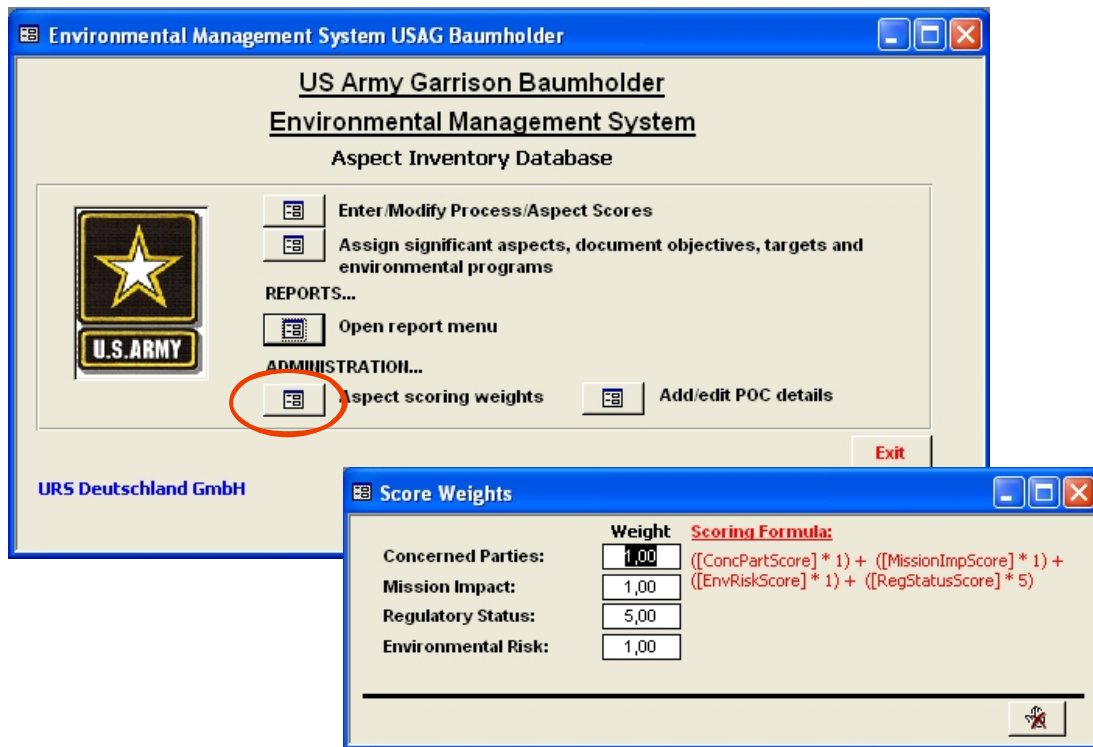 Environmental Management System USAG Baumholder
US Army Garrison Baumholder
Environmental Management System
Aspect Inventory Database
Enter/Modify Process/Aspect Scores
Assign significant aspects, document objectives, targets and
environmental programs
REPORTS...
Open report menu
U.S.ARMY
ADMINISTRATION...
Aspect scoring weights
Add/edit POC details
Exit
URS Deutschland GmbH
Score Weights
Weight
Scoring Formula:
Concerned Parties: 1,00
([ConcPartScore] * 1) + ([MissionImpScore] * 1) +
([EnvRiskScore] * 1) + ([RegStatusScore] * 5)
Mission Impact: 1,00
Regulatory Status: 5,00
Environmental Risk: 1,00